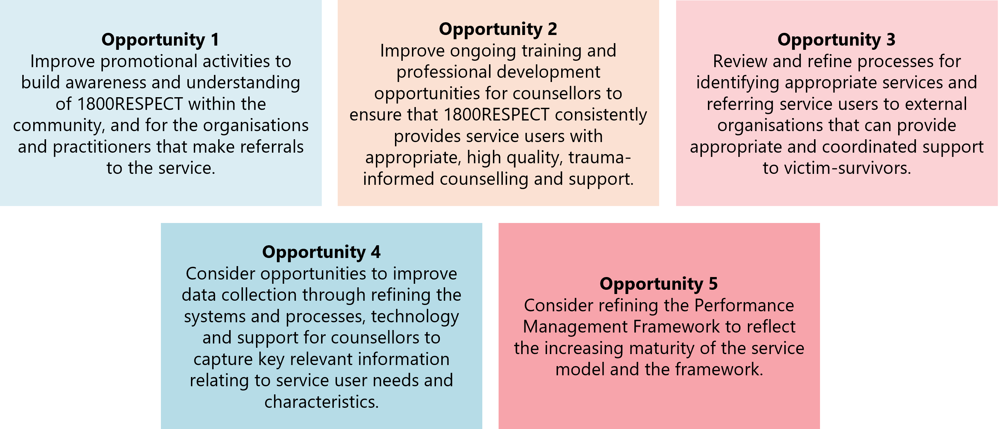 Opportunity 1
Improve promotional activities to
build awareness and understanding
of 1800RESPECT within the
community, and for the organisations
and practitioners that make referrals
to the service.
Opportunity 2
Improve ongoing training and
professional development
opportunities for counsellors to
ensure that 1800RESPECT consistently
provides service users with
appropriate, high quality, trauma-
informed counselling and support.
Opportunity 3
Review and refine processes for
identifying appropriate services and
referring service users to external
organisations that can provide
appropriate and coordinated support
to victim-survivors.
Opportunity 4
Consider opportunities to improve
data collection through refining the
systems and processes, technology
and support for counsellors to
capture key relevant information
relating to service user needs and
characteristics.
Opportunity 5
Consider refining the Performance
Management Framework to reflect
the increasing maturity of the service
model and the framework.